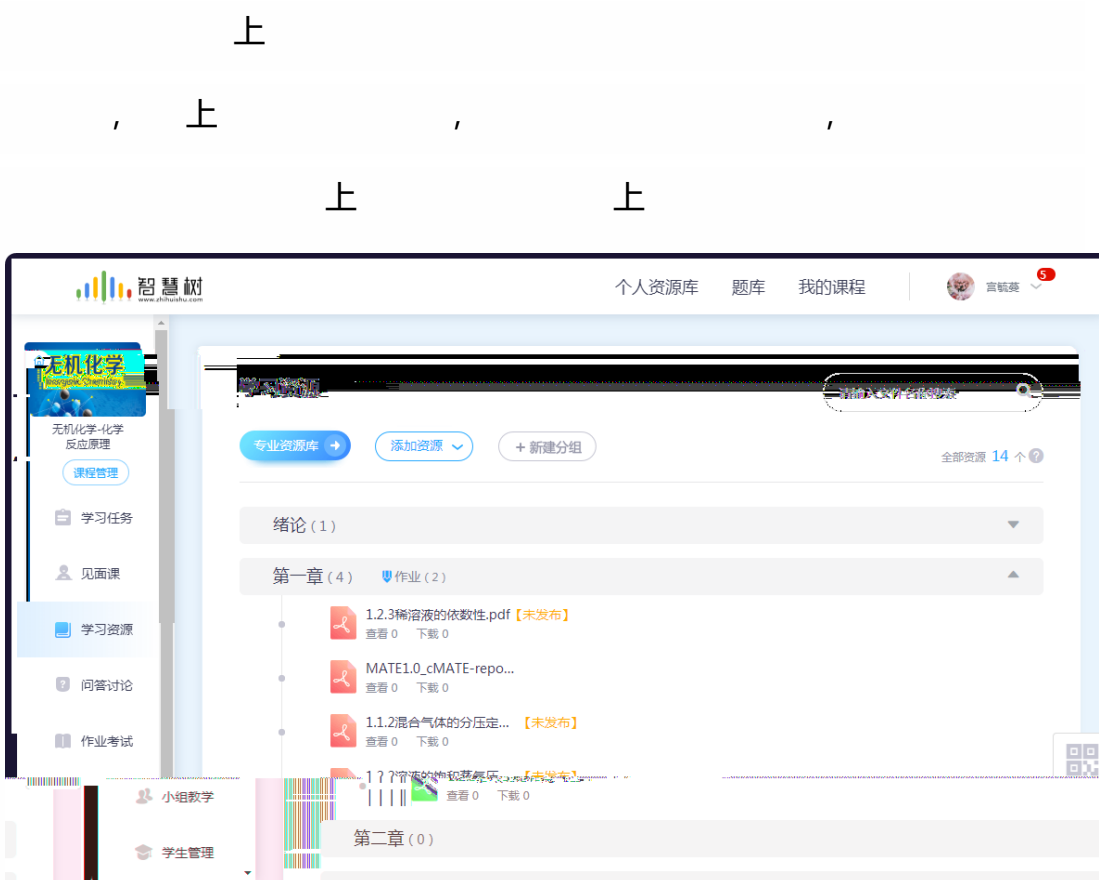 上
, 上 , ,
上 上
智慧树 个人资源库 题库 我的课程 宫毓葵 5
www.zhihuishu.com
无机化学
Inorganic Chemistry
无机化学-化学
反应原理
课程管理
专业资源库 添加资源 + 新建分组
全部资源 14 个
学习任务
绪论 (1)
见面课
第一章 (4) 作业 (2)
学习资源
1.2.3稀溶液的依数性.pdf【未发布】
查看 0 下载 0
问答讨论
MATE1.0_cMATE-repo...
查看 0 下载 0
作业考试
1.1.2混合气体的分压定... 【未发布】
查看 0 下载 0
小组教学
查看 0 下载 0
第二章 (0)
学生管理